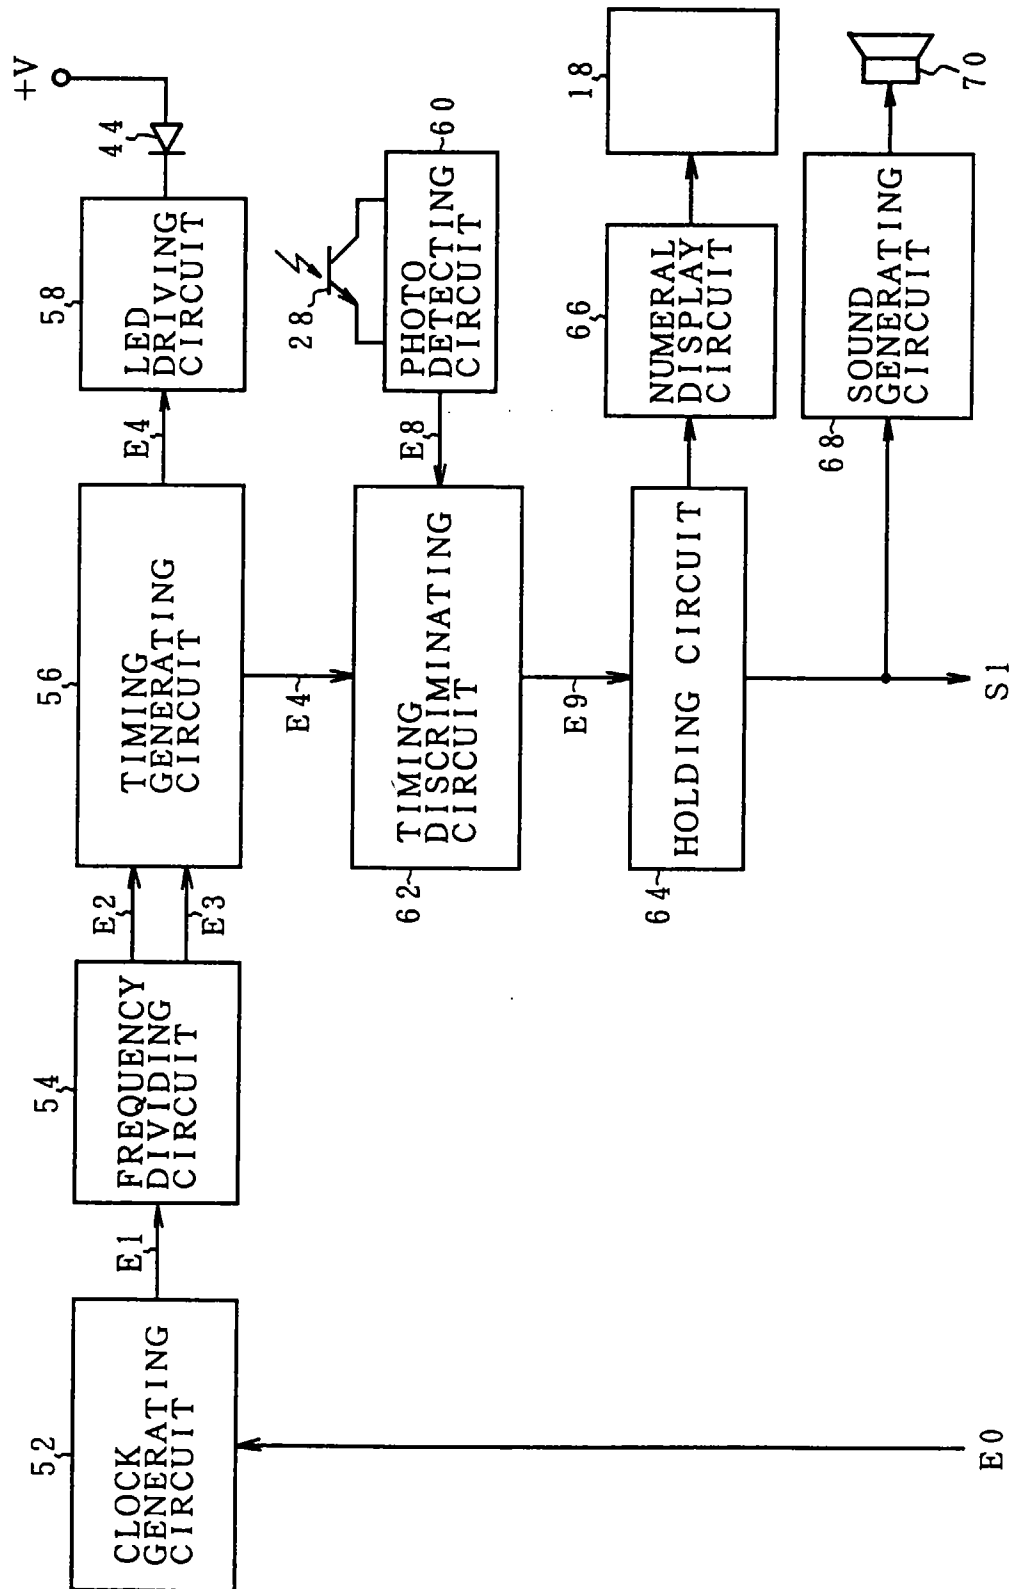 52
CLOCK
GENERATING
CIRCUIT
E0
E1
54
FREQUENCY
DIVIDING
CIRCUIT
E2
E3
56
TIMING
GENERATING
CIRCUIT
E4
58
LED
DRIVING
CIRCUIT
44
+V
E4
62
TIMING
DISCRIMINATING
CIRCUIT
E8
28
PHOTO
DETECTING
CIRCUIT
60
E9
64
HOLDING CIRCUIT
66
NUMERAL
DISPLAY
CIRCUIT
18
68
SOUND
GENERATING
CIRCUIT
70
S1